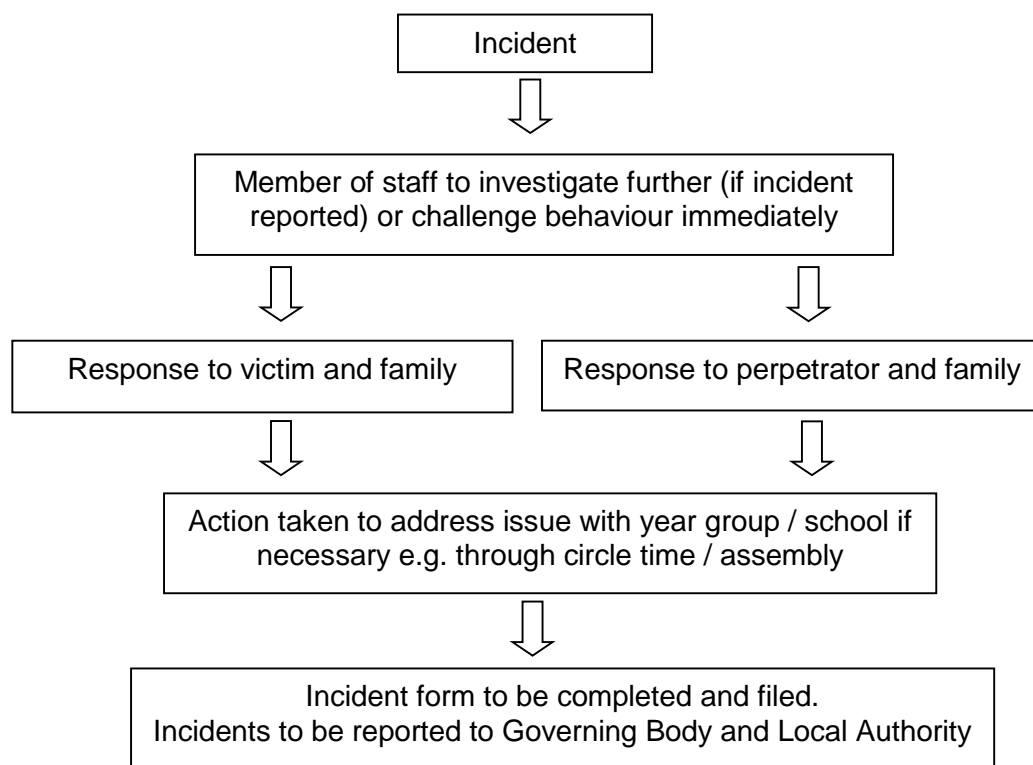 Incident
Member of staff to investigate further (if incident
reported) or challenge behaviour immediately
Response to victim and family
Response to perpetrator and family
Action taken to address issue with year group / school if
necessary e.g. through circle time / assembly
Incident form to be completed and filed.
Incidents to be reported to Governing Body and Local Authority